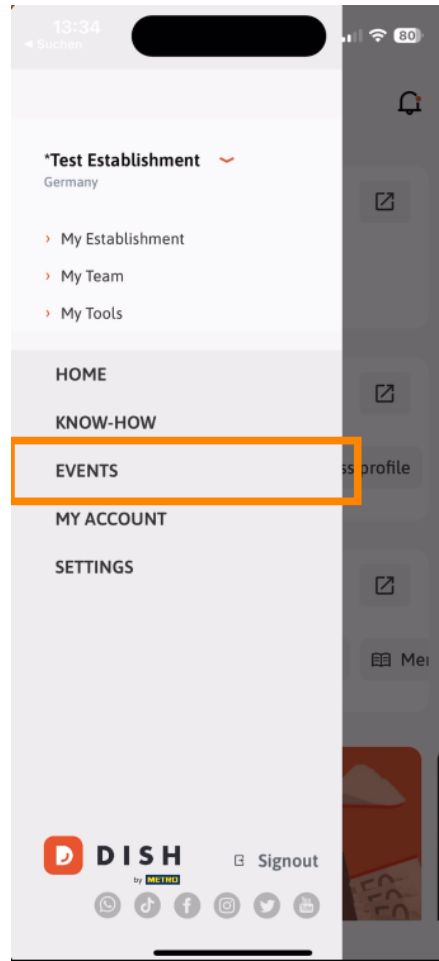 13:34
Suchen
80
*Test Establishment
Germany
My Establishment
My Team
My Tools
HOME
KNOW-HOW
EVENTS
ss profile
MY ACCOUNT
SETTINGS
Me
DISH
by METRO
Signout